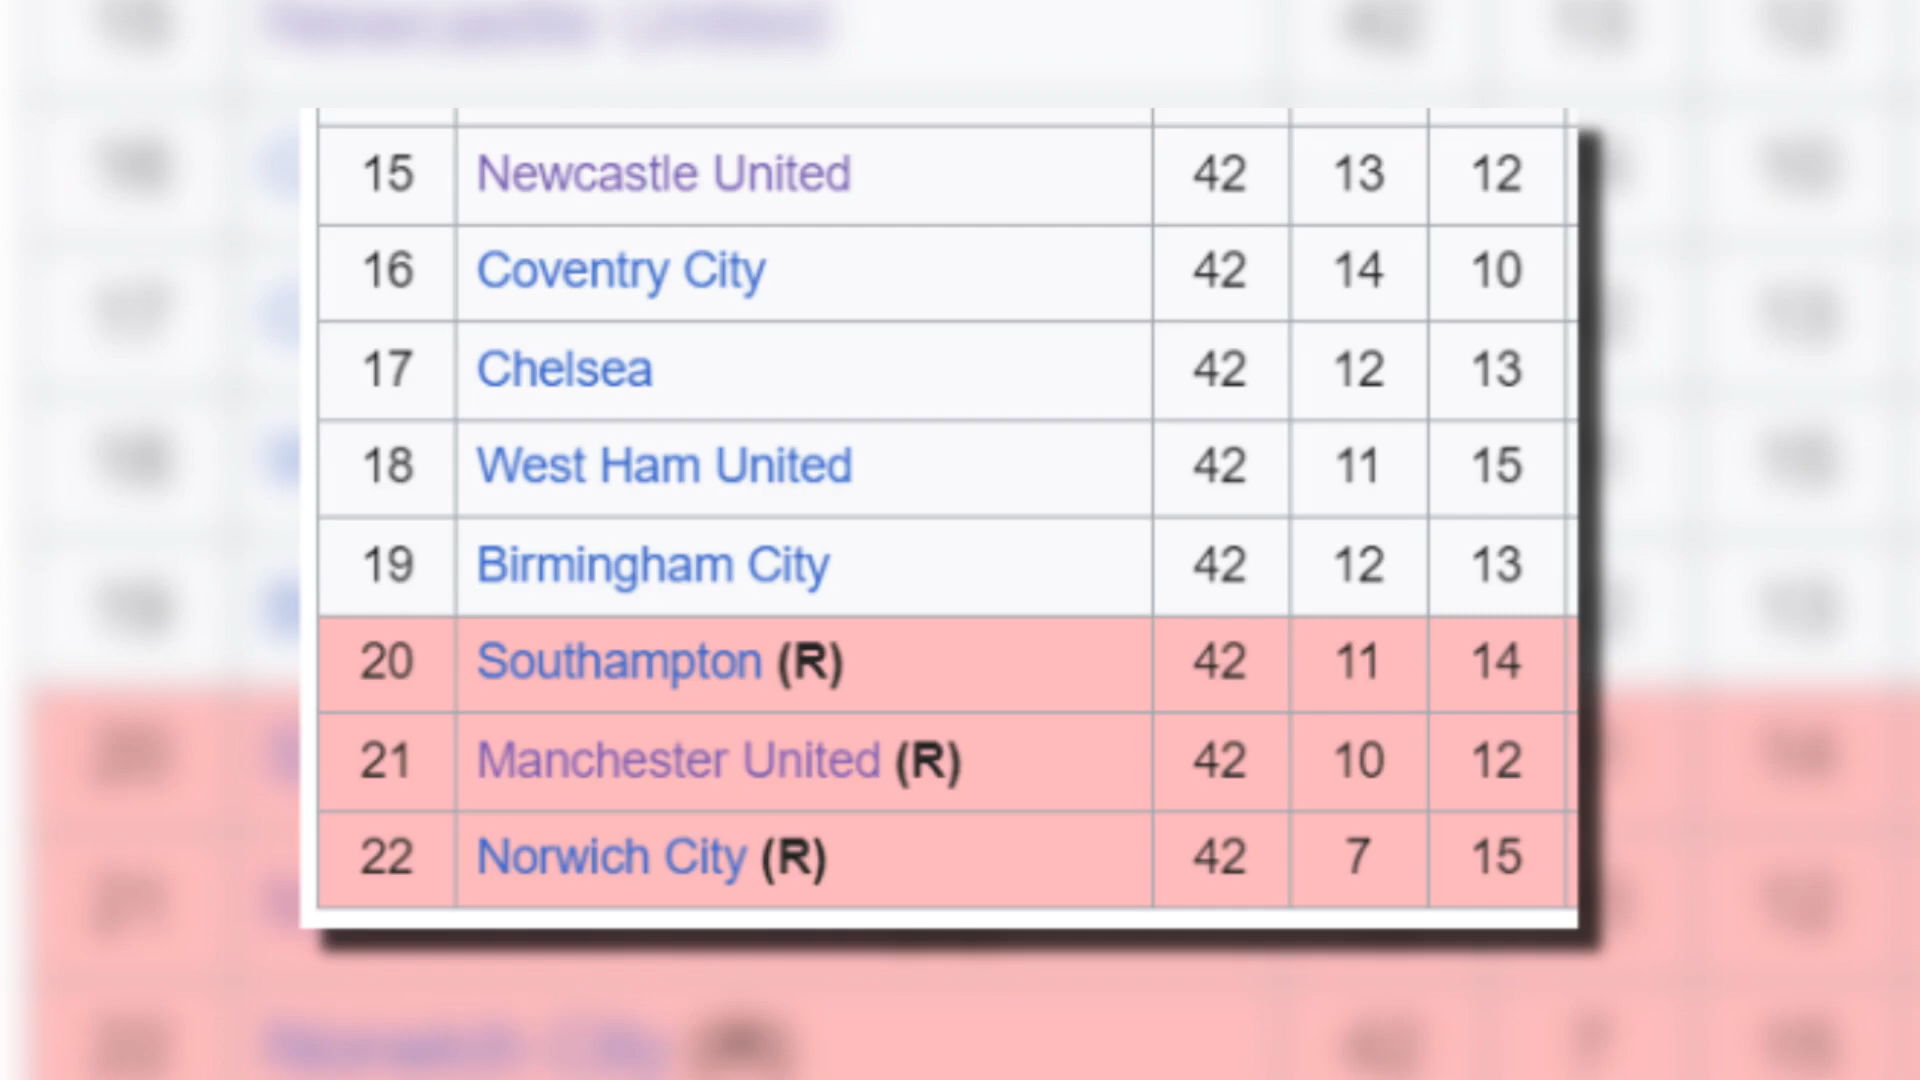 15 Newcastle United 42 13 12
16 Coventry City 42 14 10
17 Chelsea 42 12 13
18 West Ham United 42 11 15
19 Birmingham City 42 12 13
20 Southampton (R) 42 11 14
21 Manchester United (R) 42 10 12
22 Norwich City (R) 42 7 15